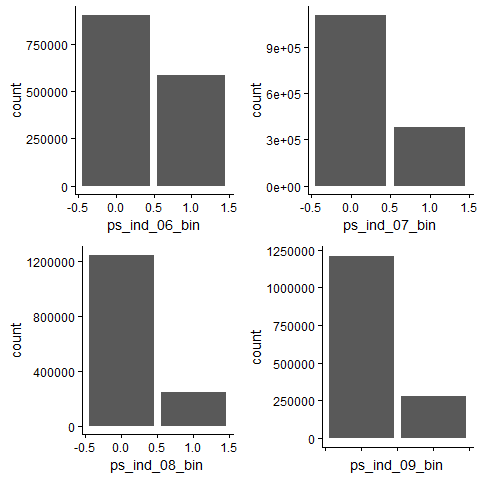 count
750000
500000
250000
0
-0.5 0.0 0.5 1.0 1.5
ps_ind_06_bin
count
9e+05
6e+05
3e+05
0e+00
-0.5 0.0 0.5 1.0 1.5
ps_ind_07_bin
count
1200000
800000
400000
0
-0.5 0.0 0.5 1.0 1.5
ps_ind_08_bin
count
1250000
1000000
750000
500000
250000
0
ps_ind_09_bin